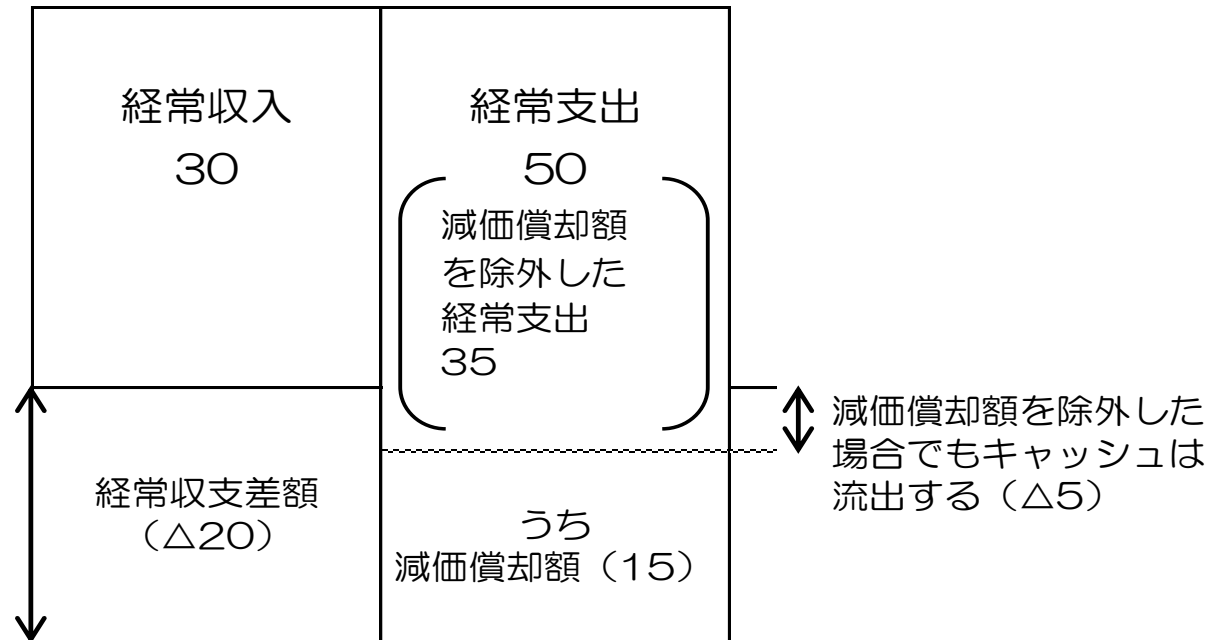 経常収入
30
経常支出
50
減価償却額
を除外した
経常支出
35
経常収支差額
（△20）
うち
減価償却額（15）
減価償却額を除外した
場合でもキャッシュは
流出する（△5）